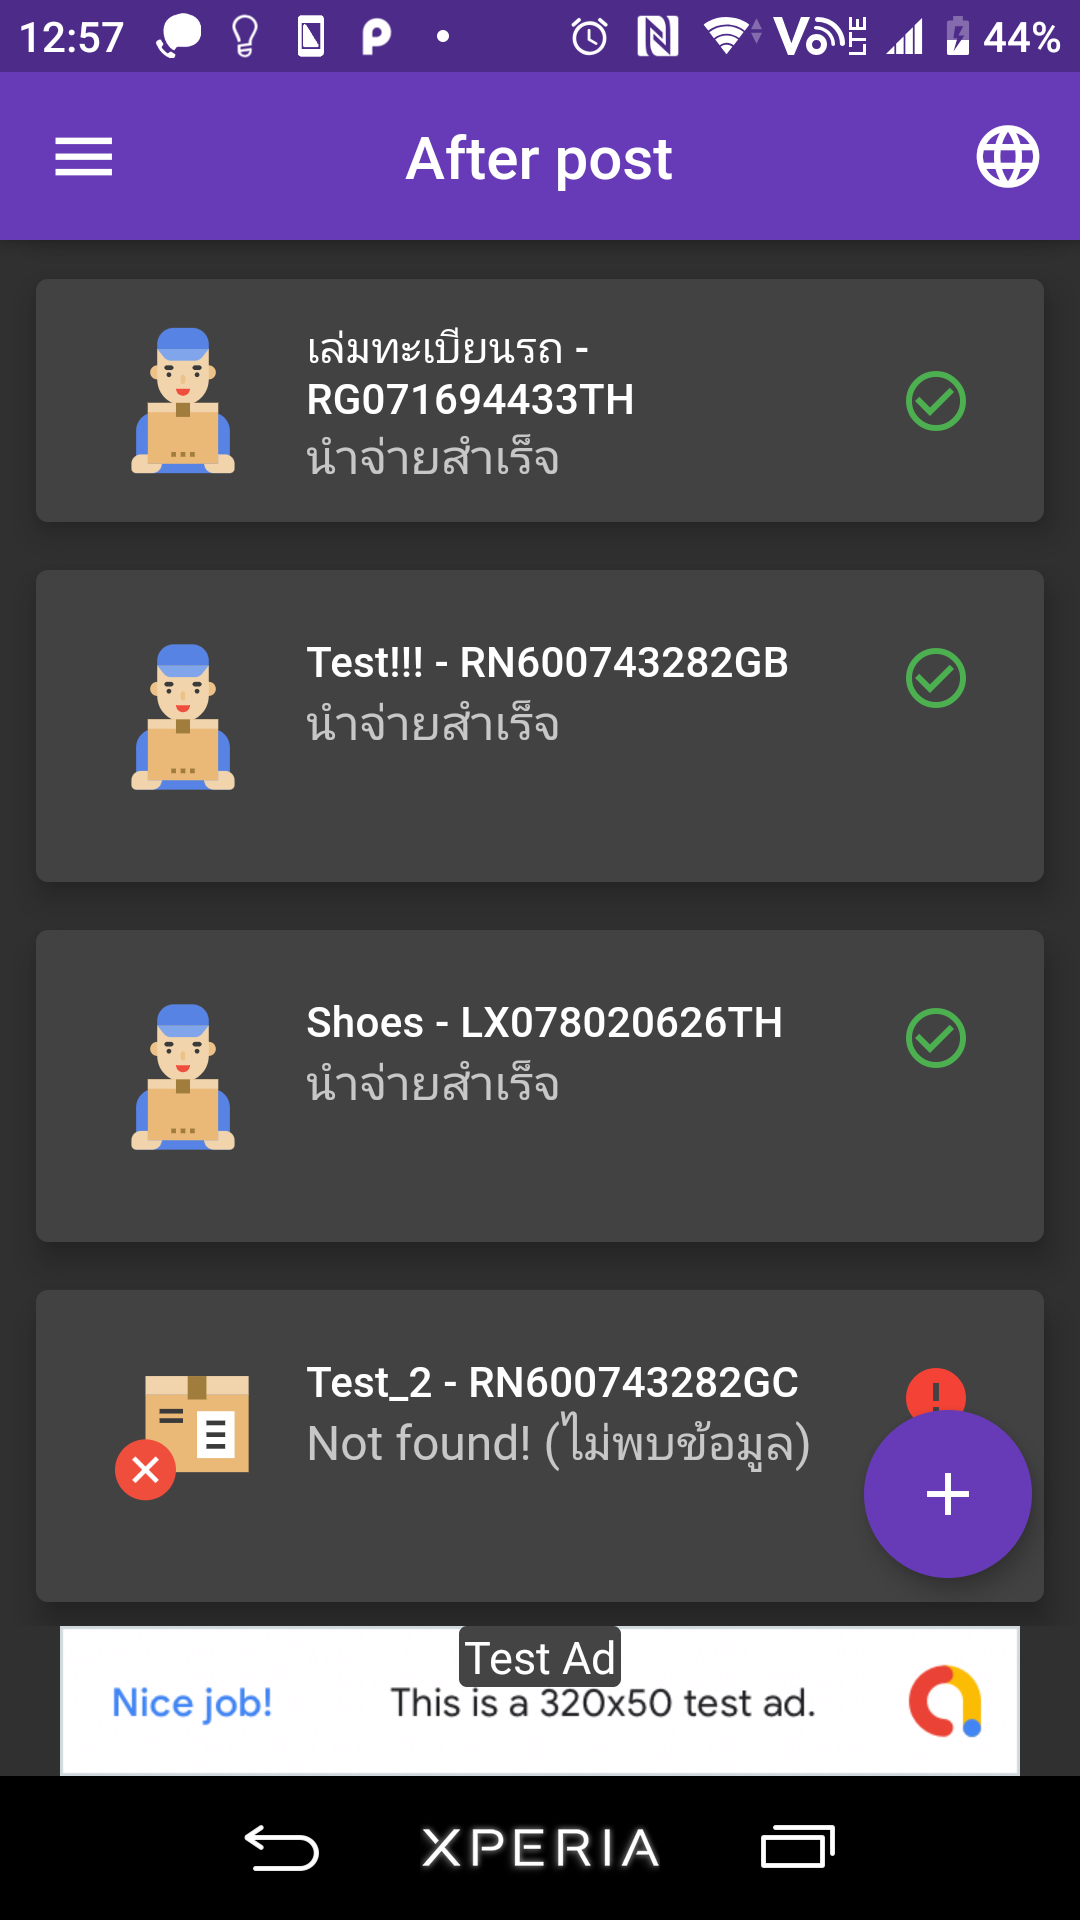 12:57
VoLTE
44%
After post
เล่มทะเบียนรถ -
RG071694433TH
นำจ่ายสำเร็จ
Test!!! - RN600743282GB
นำจ่ายสำเร็จ
Shoes - LX078020626TH
นำจ่ายสำเร็จ
Test_2 - RN600743282GC
Not found! (ไม่พบข้อมูล)
Test Ad
Nice job!
This is a 320x50 test ad.
XPERIA